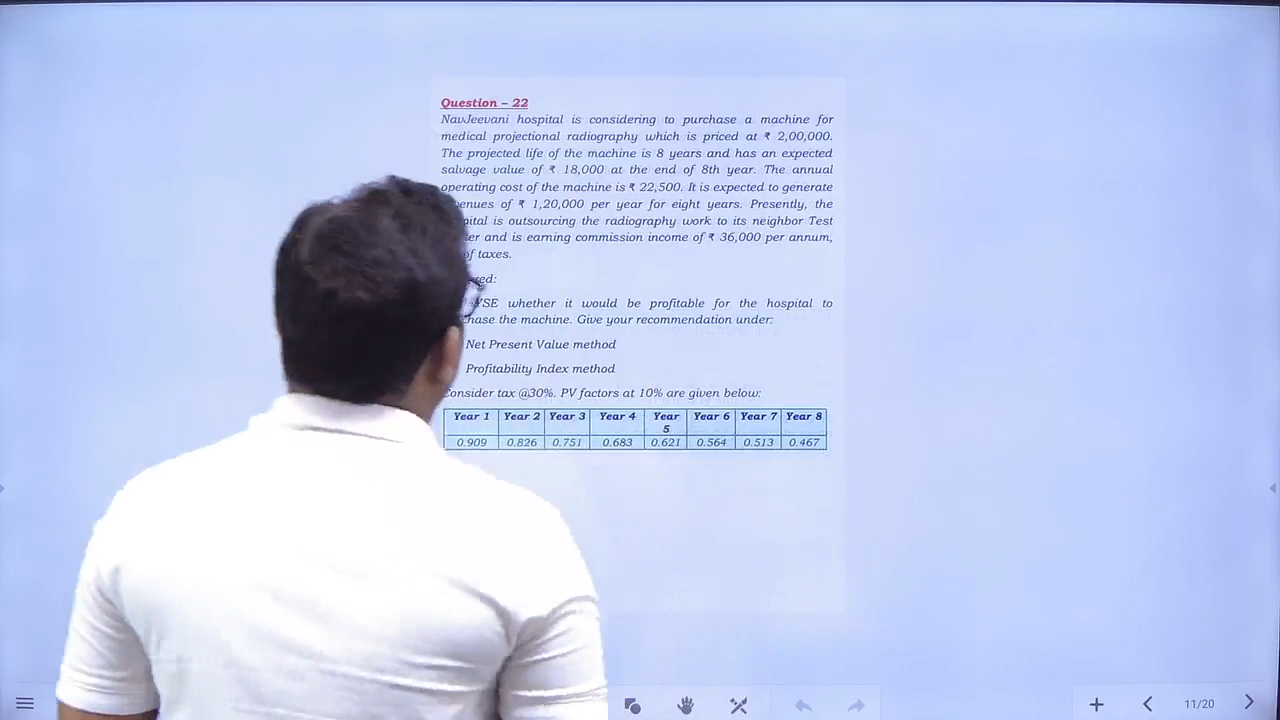 Question – 22
NavJeevani hospital is considering to purchase a machine for
medical projectional radiography which is priced at ₹ 2,00,000.
The projected life of the machine is 8 years and has an expected
salvage value of ₹ 18,000 at the end of 8th year. The annual
operating cost of the machine is ₹ 22,500. It is expected to generate
of ₹ 1,20,000 per year for eight years. Presently, the
is outsourcing the radiography work to its neighbor Test
and is earning commission income of ₹ 36,000 per annum,
of taxes.
whether it would be profitable for the hospital to
the machine. Give your recommendation under:
Net Present Value method
Profitability Index method
Consider tax @30%. PV factors at 10% are given below:
Year 1 Year 2 Year 3 Year 4 Year 5 Year 6 Year 7 Year 8
0.909 0.826 0.751 0.683 0.621 0.564 0.513 0.467
11/20